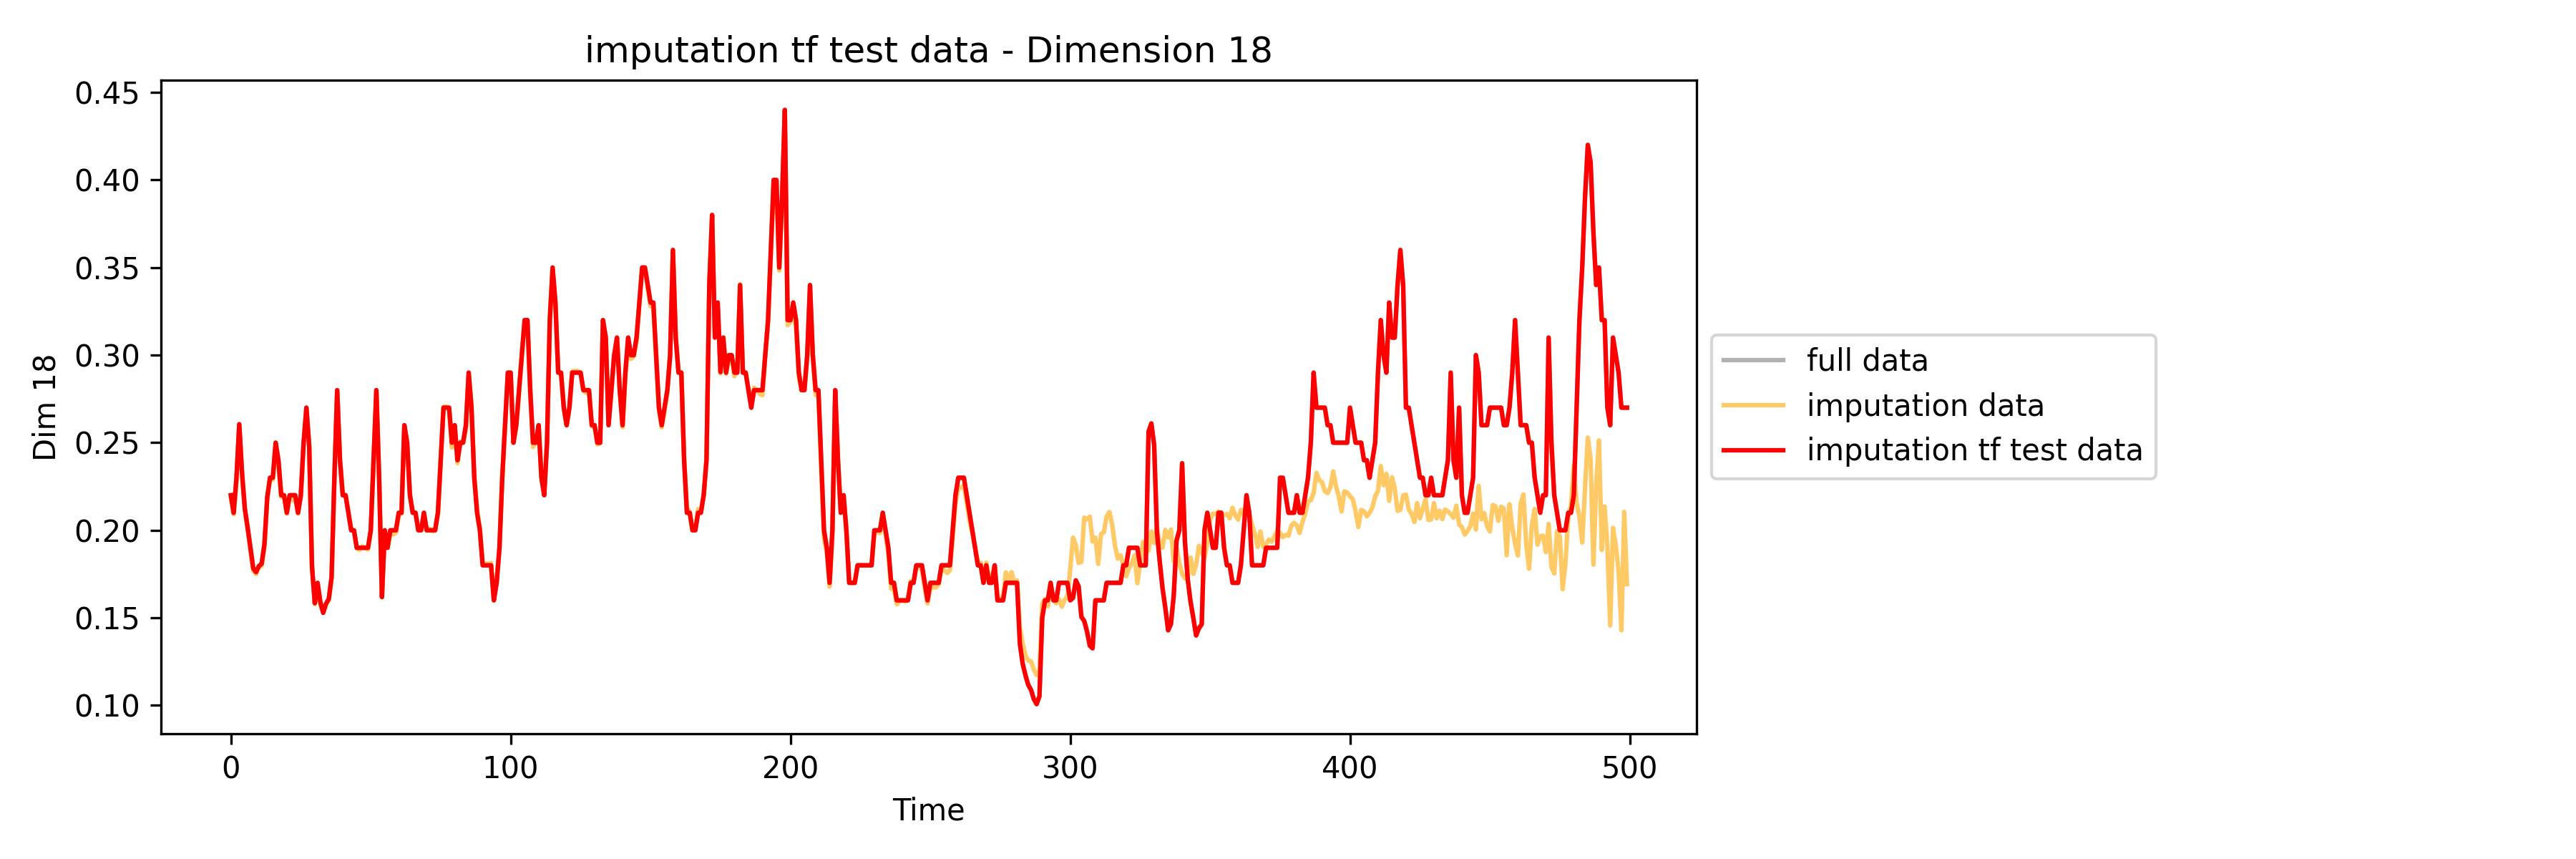 imputation tf test data - Dimension 18
0.45
0.40
0.35
0.30
0.25
0.20
0.15
0.10
Dim 18
0 100 200 300 400 500
Time
full data
imputation data
imputation tf test data